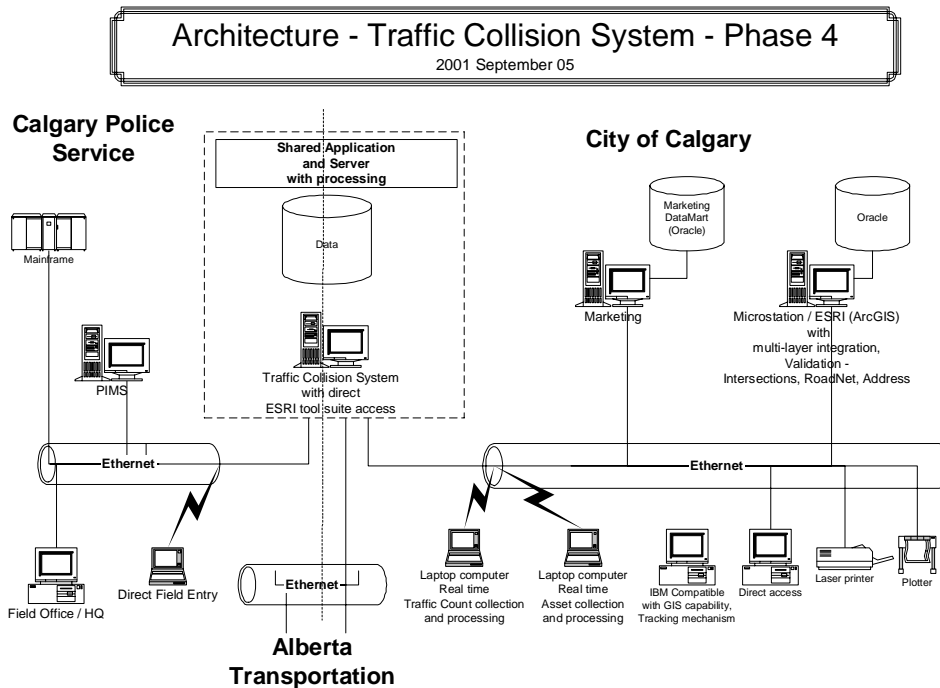 Architecture - Traffic Collision System - Phase 4
2001 September 05
Calgary Police
Service
Shared Application
and Server
with processing
City of Calgary
Mainframe
Data
Marketing
DataMart
(Oracle)
Oracle
PIMS
Traffic Collision System
with direct
ESRI tool suite access
Marketing
Microstation / ESRI (ArcGIS)
with
multi-layer integration,
Validation -
Intersections, RoadNet, Address
Ethernet
Ethernet
Field Office / HQ
Direct Field Entry
Ethernet
Laptop computer
Real time
Traffic Count collection
and processing
Laptop computer
Real time
Asset collection
and processing
IBM Compatible
with GIS capability,
Tracking mechanism
Direct access
Laser printer
Plotter
Alberta
Transportation